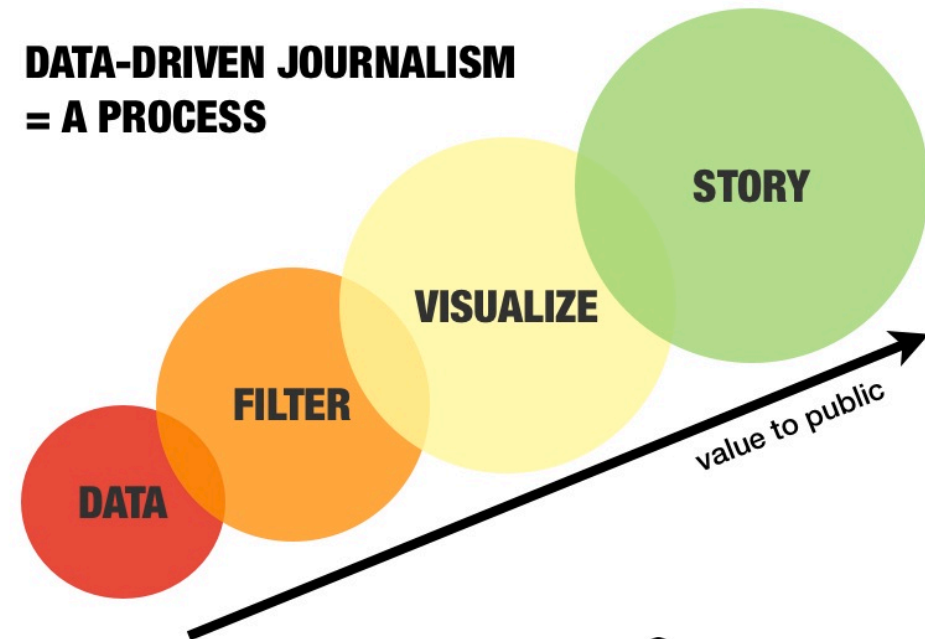 DATA-DRIVEN JOURNALISM
= A PROCESS
STORY
VISUALIZE
FILTER
DATA
value to public